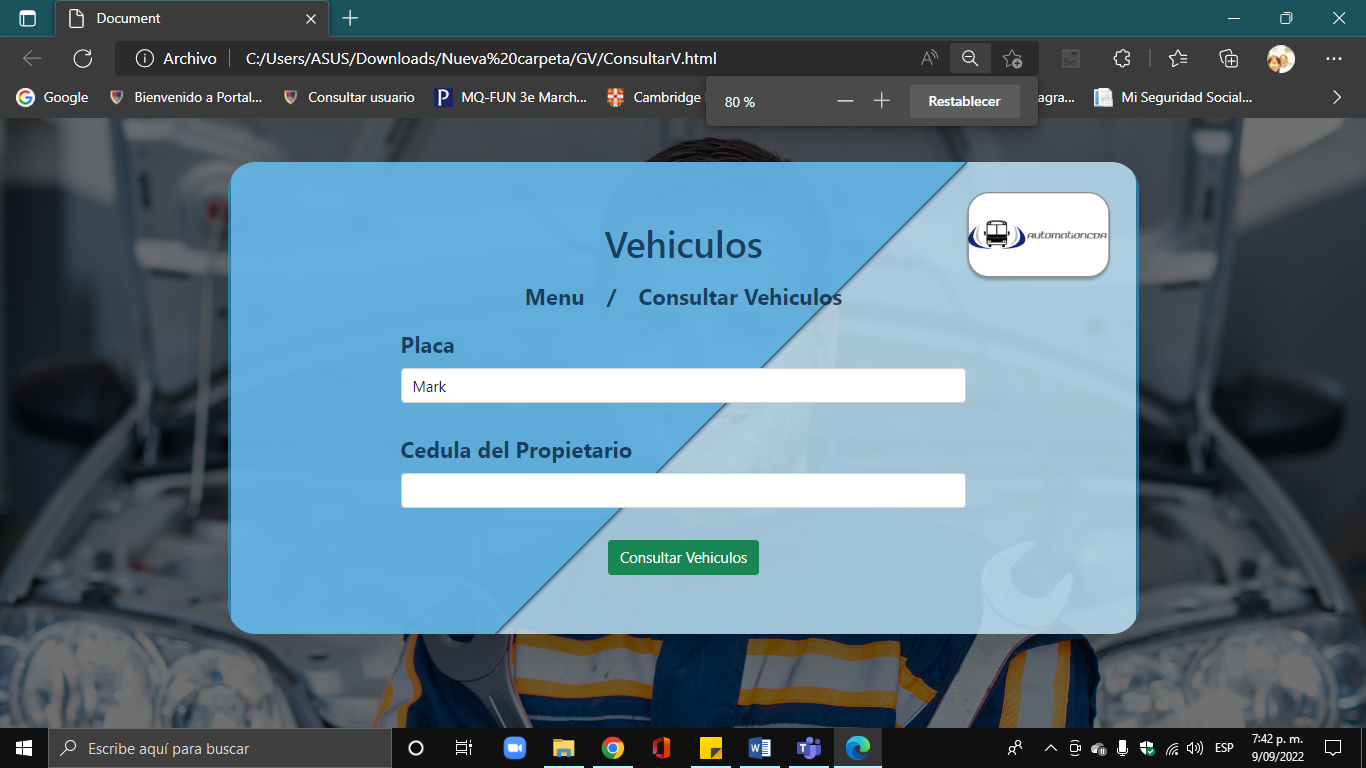 Document
Archivo
C:/Users/ASUS/Downloads/Nueva%20carpeta/GV/ConsultarV.html
Google
Bienvenido a Portal...
Consultar usuario
MQ-FUN 3e March...
Cambridge
agra...
Mi Seguridad Social...
80 %
Restablecer
AUTOMATIONCDA
Vehiculos
Menu / Consultar Vehiculos
Placa
Mark
Cedula del Propietario
Consultar Vehiculos
Escribe aquí para buscar
ESP
7:42 p. m.
9/09/2022